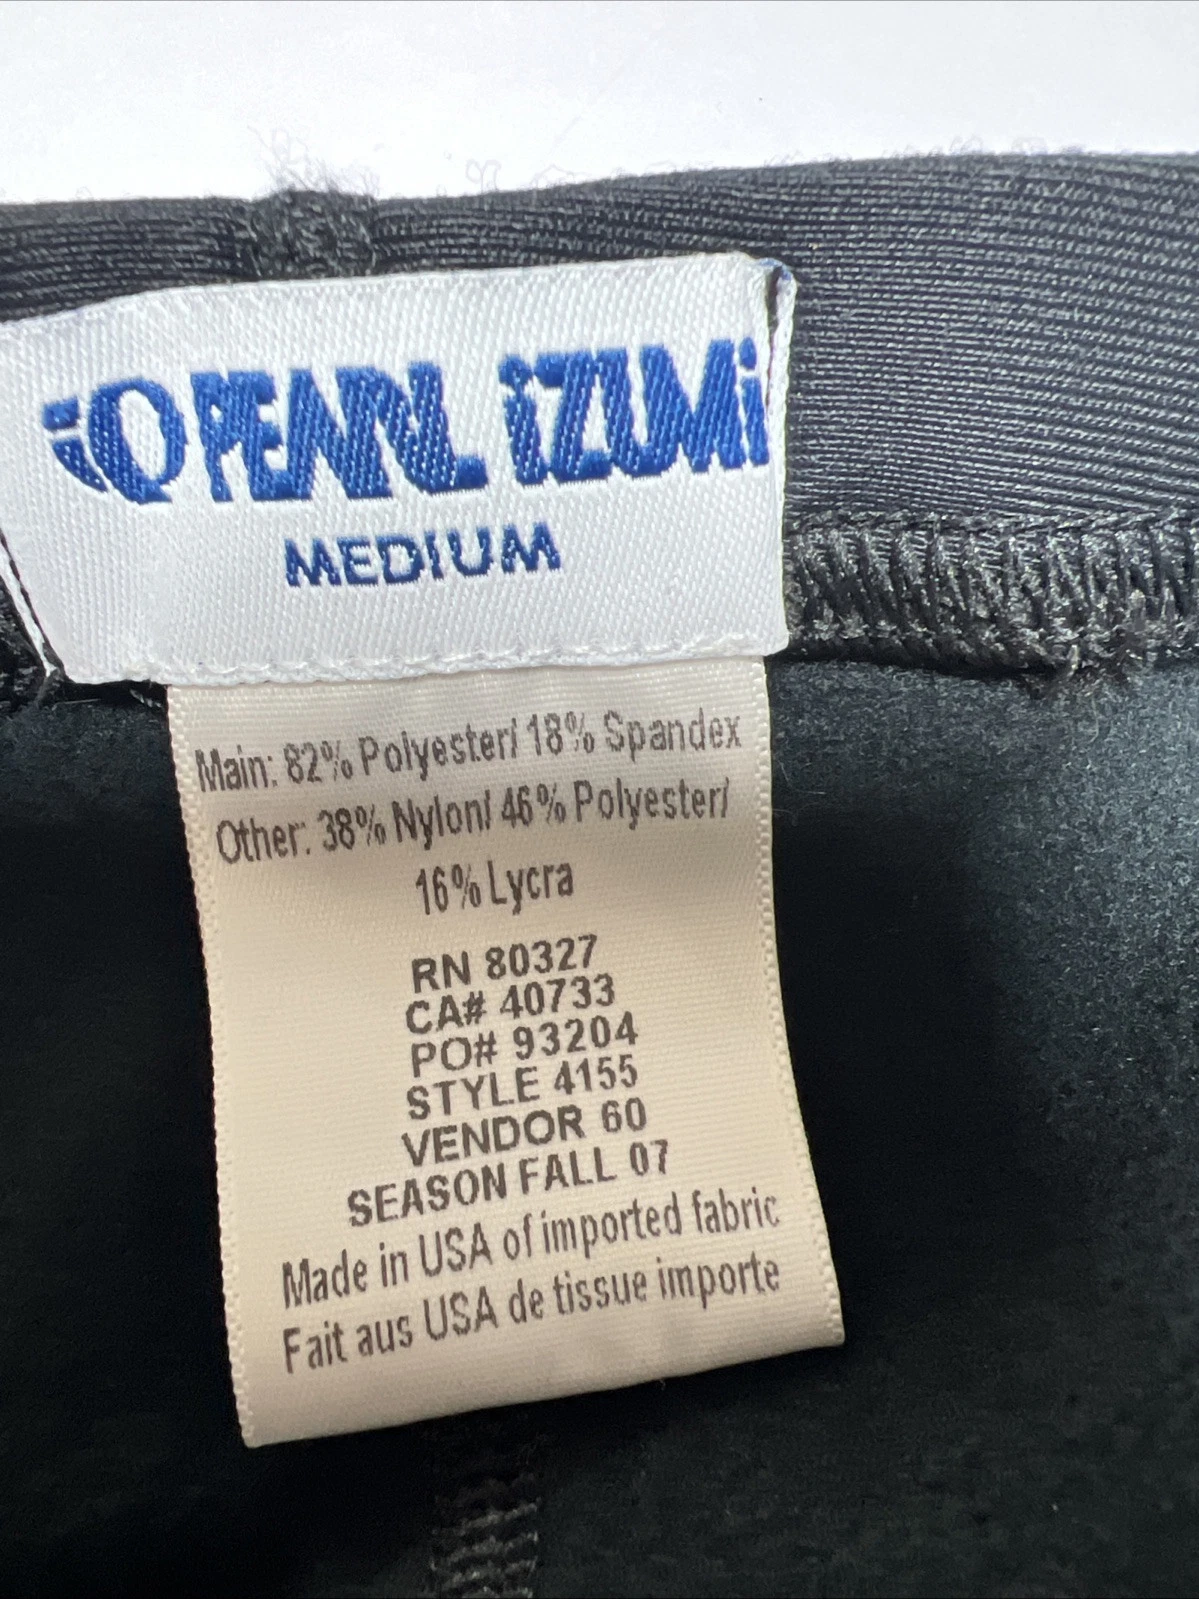 PEARL iZUMi
MEDIUM
Main: 82% Polyester/ 18% Spandex
Other: 38% Nylon/ 46% Polyester/
16% Lycra
RN 80327
CA# 40733
PO# 93204
STYLE 4155
VENDOR 60
SEASON FALL 07
Made in USA of imported fabric
Fait aus USA de tissue importe